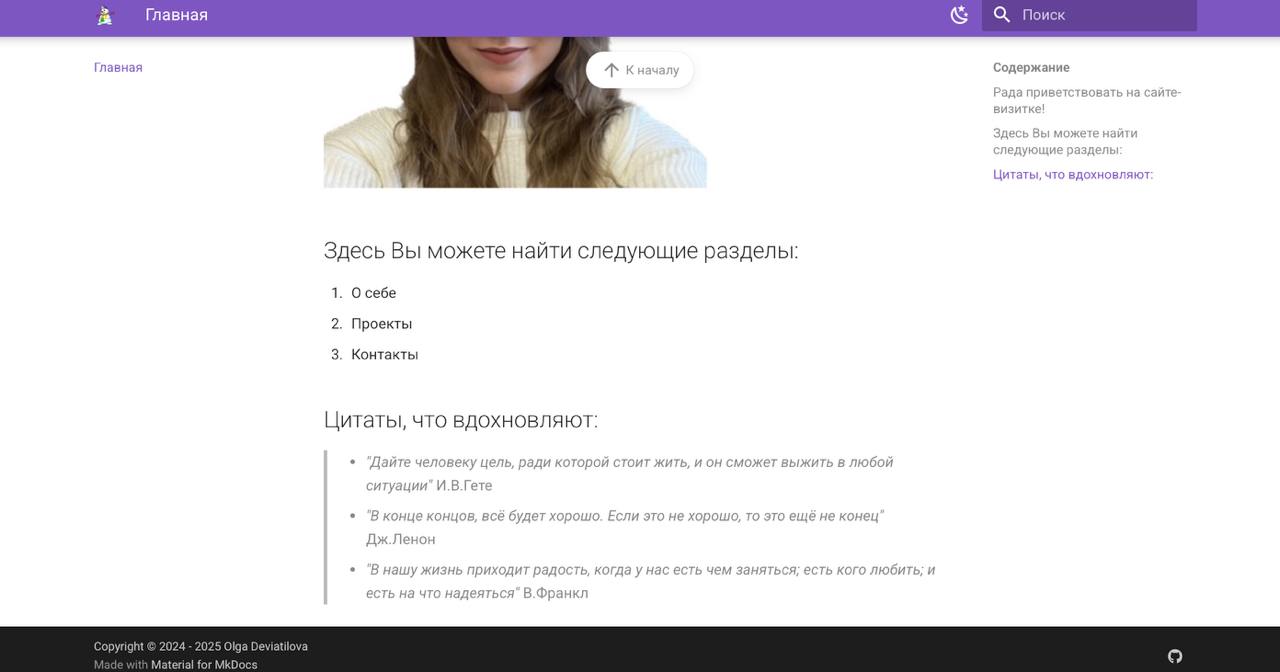 Главная
Поиск
Главная
К началу
Содержание
Рада приветствовать на сайте-
визитке!
Здесь Вы можете найти
следующие разделы:
Цитаты, что вдохновляют:
Здесь Вы можете найти следующие разделы:
1. О себе
2. Проекты
3. Контакты
Цитаты, что вдохновляют:
• "Дайте человеку цель, ради которой стоит жить, и он сможет выжить в любой
ситуации" И.В.Гете
• "В конце концов, всё будет хорошо. Если это не хорошо, то это ещё не конец"
Дж.Ленон
• "В нашу жизнь приходит радость, когда у нас есть чем заняться; есть кого любить; и
есть на что надеяться" В.Франкл
Copyright © 2024 - 2025 Olga Deviatilova
Made with Material for MkDocs